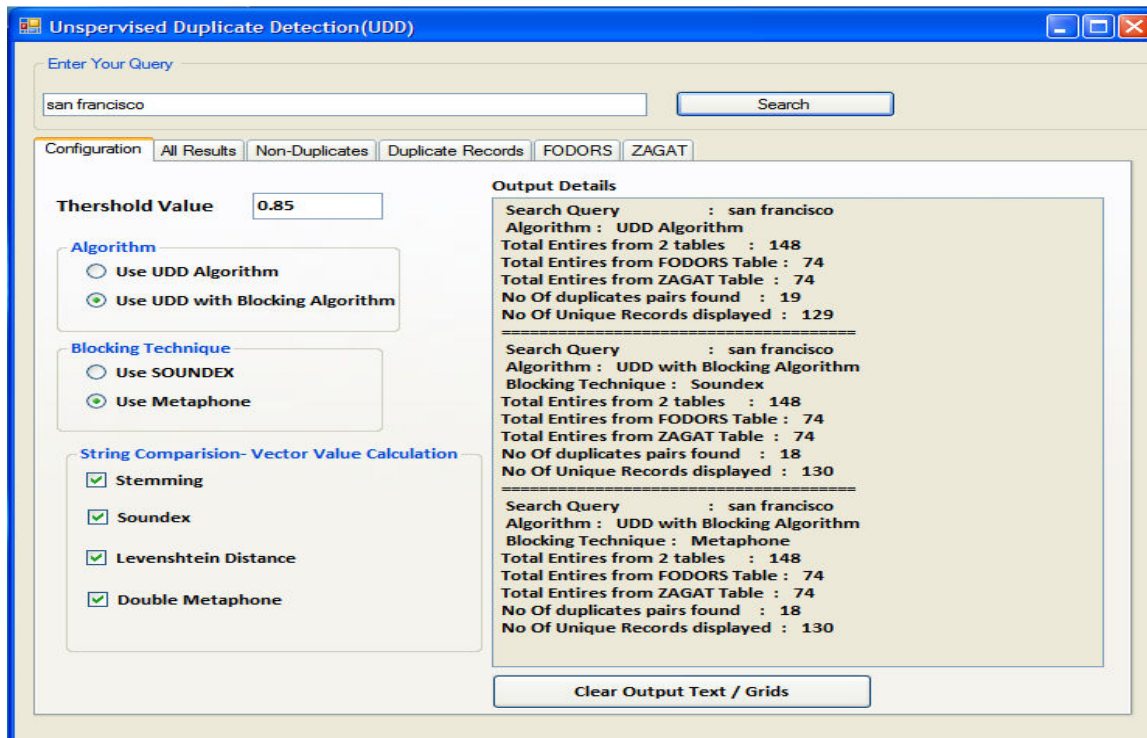 Unspervised Duplicate Detection(UDD)
Enter Your Query
san francisco
Search
Configuration
All Results
Non-Duplicates
Duplicate Records
FODORS
ZAGAT
Thershold Value
0.85
Algorithm
Use UDD Algorithm
Use UDD with Blocking Algorithm
Blocking Technique
Use SOUNDEX
Use Metaphone
String Comparision- Vector Value Calculation
Stemming
Soundex
Levenshtein Distance
Double Metaphone
Output Details
Search Query : san francisco
Algorithm : UDD Algorithm
Total Entires from 2 tables : 148
Total Entires from FODORS Table : 74
Total Entires from ZAGAT Table : 74
No Of duplicates pairs found : 19
No Of Unique Records displayed : 129
========================================
Search Query : san francisco
Algorithm : UDD with Blocking Algorithm
Blocking Technique : Soundex
Total Entires from 2 tables : 148
Total Entires from FODORS Table : 74
Total Entires from ZAGAT Table : 74
No Of duplicates pairs found : 18
No Of Unique Records displayed : 130
========================================
Search Query : san francisco
Algorithm : UDD with Blocking Algorithm
Blocking Technique : Metaphone
Total Entires from 2 tables : 148
Total Entires from FODORS Table : 74
Total Entires from ZAGAT Table : 74
No Of duplicates pairs found : 18
No Of Unique Records displayed : 130
Clear Output Text / Grids